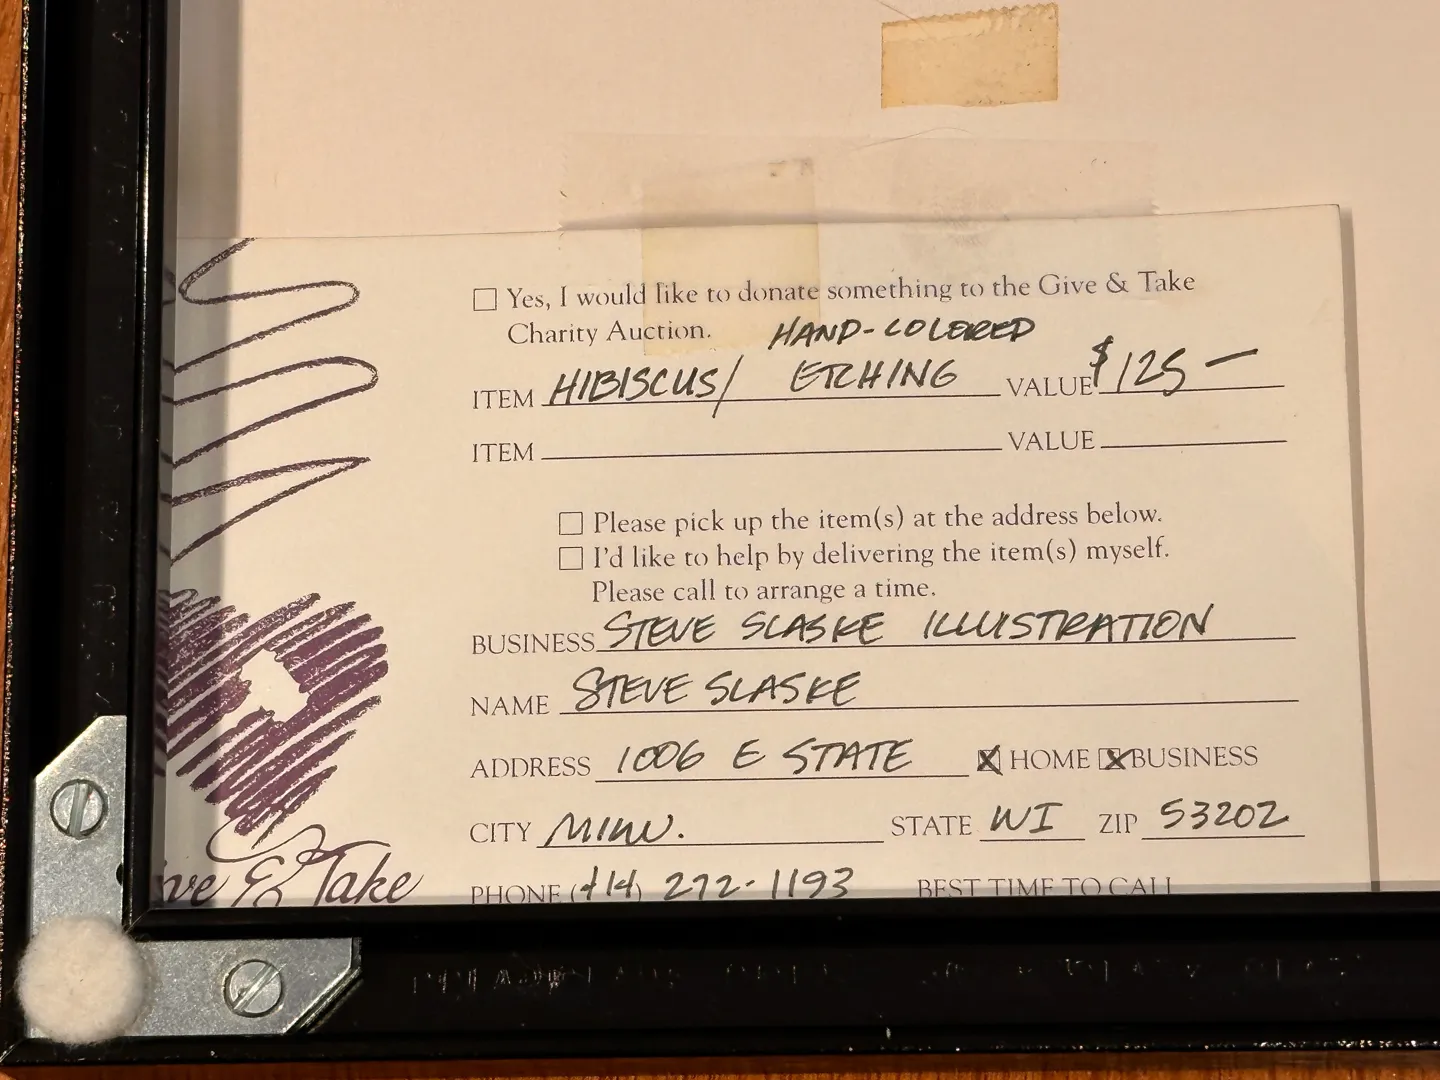 ☐ Yes, I would like to donate something to the Give & Take
Charity Auction. HAND-COLORED
ITEM HIBISCUS/ ETCHING VALUE $125 —
ITEM VALUE
☐ Please pick up the item(s) at the address below.
☐ I'd like to help by delivering the item(s) myself.
Please call to arrange a time.
BUSINESS STEVE SLASKE ILLUSTRATION
NAME STEVE SLASKE
ADDRESS 1006 E STATE ☒ HOME ☒ BUSINESS
CITY MILW. STATE WI ZIP 53202
ive & Take
PHONE (414) 272-1193 BEST TIME TO CALL